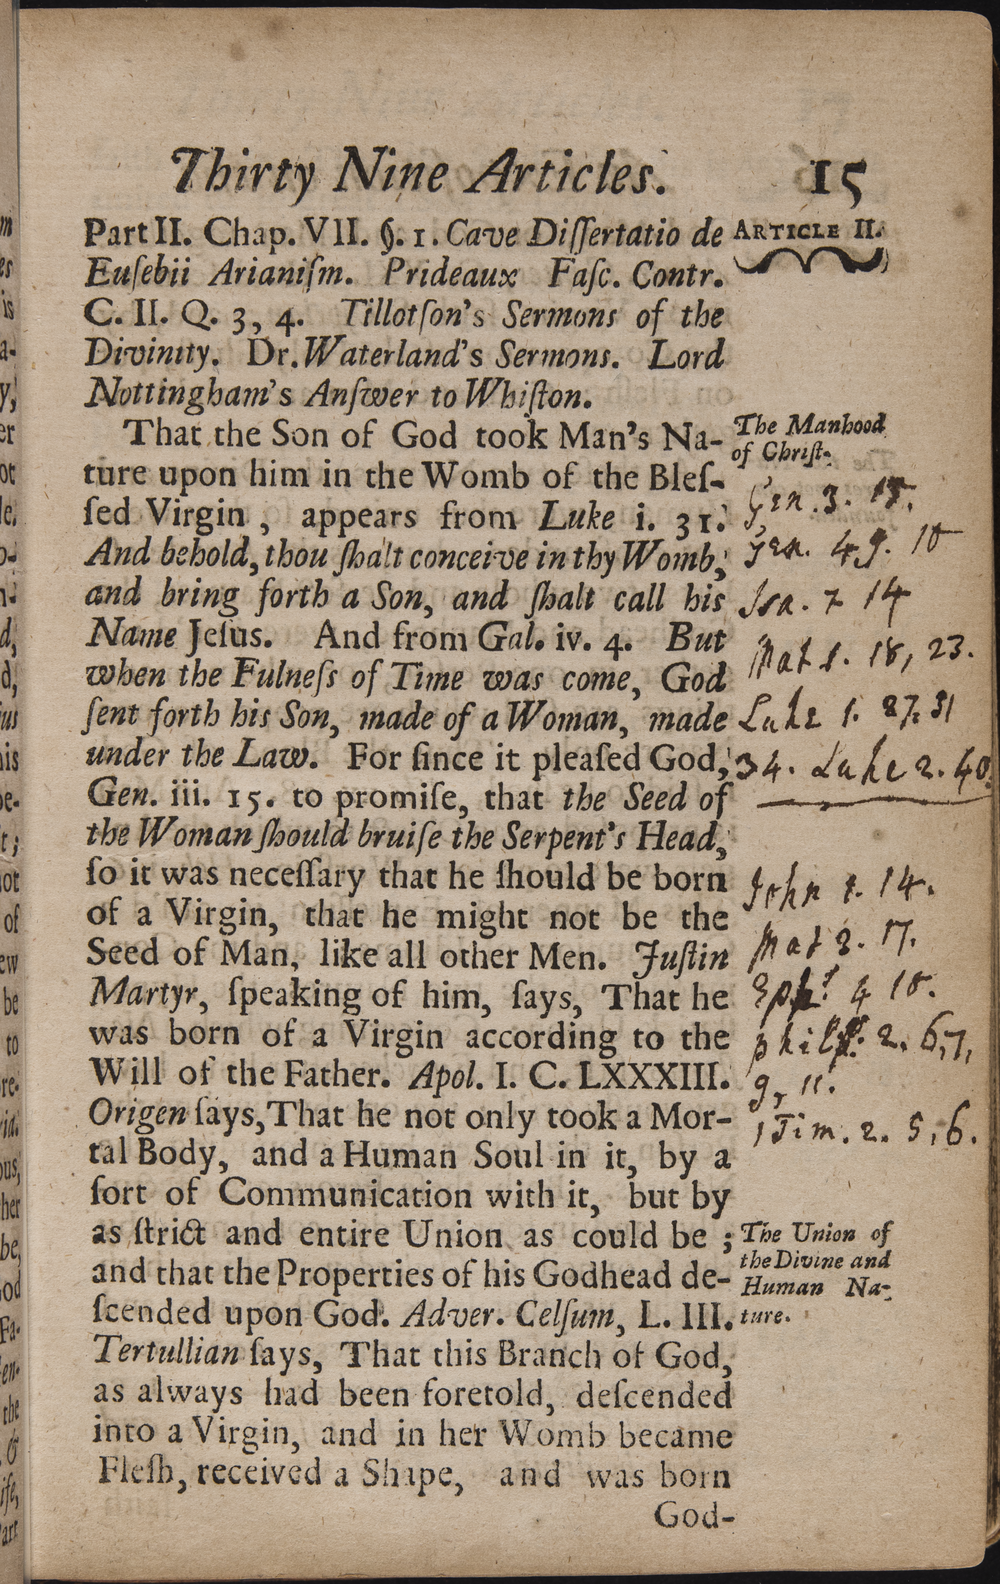 Thirty Nine Articles. 15
Part II. Chap. VII. §. 1. Cave Diſſertatio de
Euſebii Arianiſm. Prideaux Faſc. Contr.
C. II. Q. 3, 4. Tillotſon's Sermons of the
Divinity. Dr. Waterland's Sermons. Lord
Nottingham's Anſwer to Whiſton.
That the Son of God took Man's Na-
ture upon him in the Womb of the Bleſ-
ſed Virgin, appears from Luke i. 31.
And behold, thou ſhalt conceive in thy Womb,
and bring forth a Son, and ſhalt call his
Name Jeſus. And from Gal. iv. 4. But
when the Fulneſs of Time was come, God
ſent forth his Son, made of a Woman, made
under the Law. For ſince it pleaſed God,
Gen. iii. 15. to promiſe, that the Seed of
the Woman ſhould bruiſe the Serpent's Head,
ſo it was neceſſary that he ſhould be born
of a Virgin, that he might not be the
Seed of Man, like all other Men. Juſtin
Martyr, ſpeaking of him, ſays, That he
was born of a Virgin according to the
Will of the Father. Apol. I. C. LXXXIII.
Origen ſays, That he not only took a Mor-
tal Body, and a Human Soul in it, by a
ſort of Communication with it, but by
as ſtrict and entire Union as could be ;
and that the Properties of his Godhead de-
ſcended upon God. Adver. Celſum, L. III.
Tertullian ſays, That this Branch of God,
as always had been foretold, deſcended
into a Virgin, and in her Womb became
Fleſh, received a Shape, and was born
God-
ARTICLE II.
The Manhood
of Chriſt.
Gen. 3. 15.
Gen. 49. 10
Isa. 7 14
Mat 1. 18, 23.
Luke 1. 27. 31
34. Luke 2. 40.
John 1. 14.
Mat 3. 17.
Ephs 4 10.
Phil. 2. 6, 7,
9, 11.
1 Tim. 2. 5, 6.
The Union of
the Divine and
Human Na-
ture.